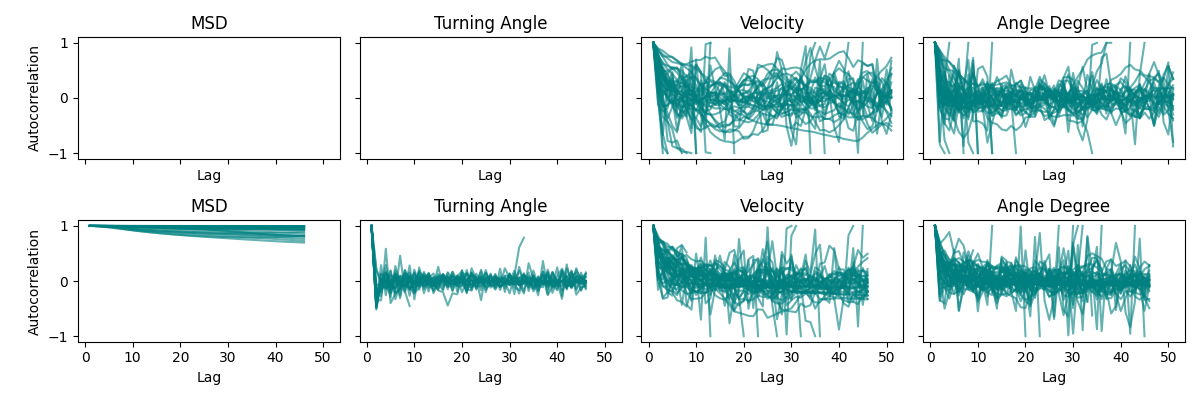 MSD Turning Angle Velocity Angle Degree
Autocorrelation
1
0
−1
Lag Lag Lag Lag
MSD Turning Angle Velocity Angle Degree
Autocorrelation
1
0
−1
0 10 20 30 40 50 0 10 20 30 40 50 0 10 20 30 40 50 0 10 20 30 40 50
Lag Lag Lag Lag